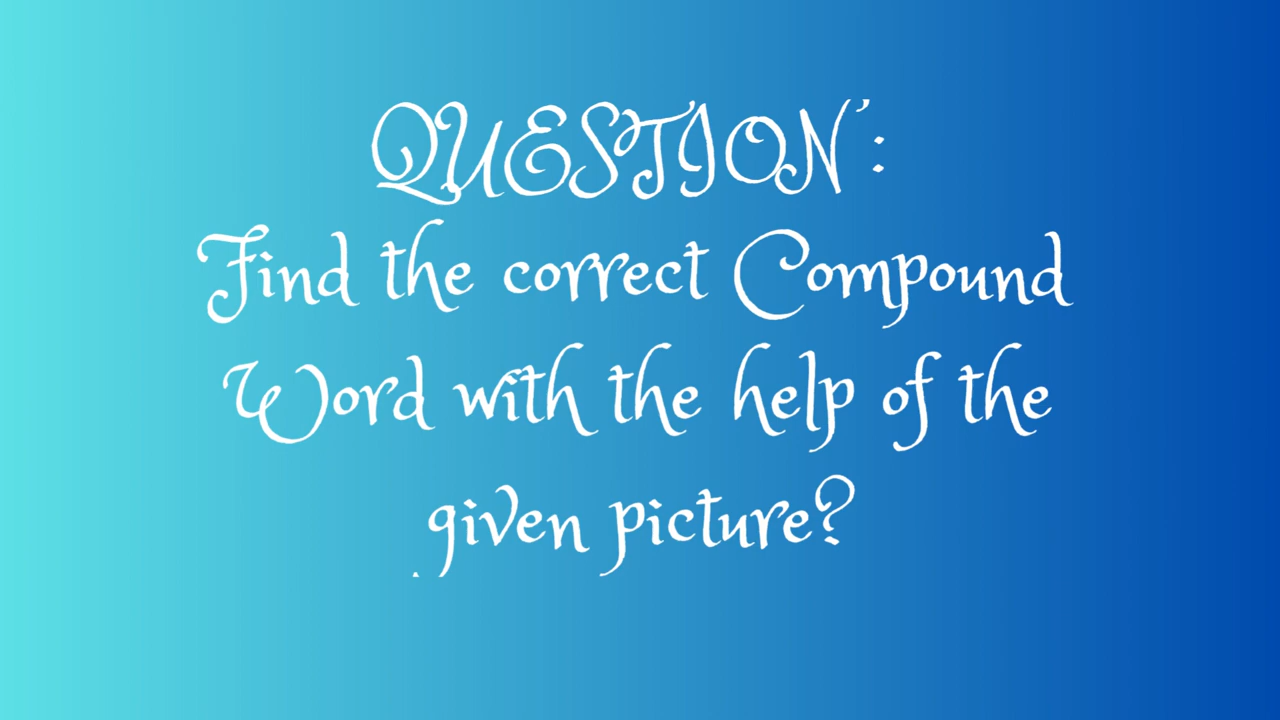 QUESTION':
Find the correct Compound
Word with the help of the
given picture?